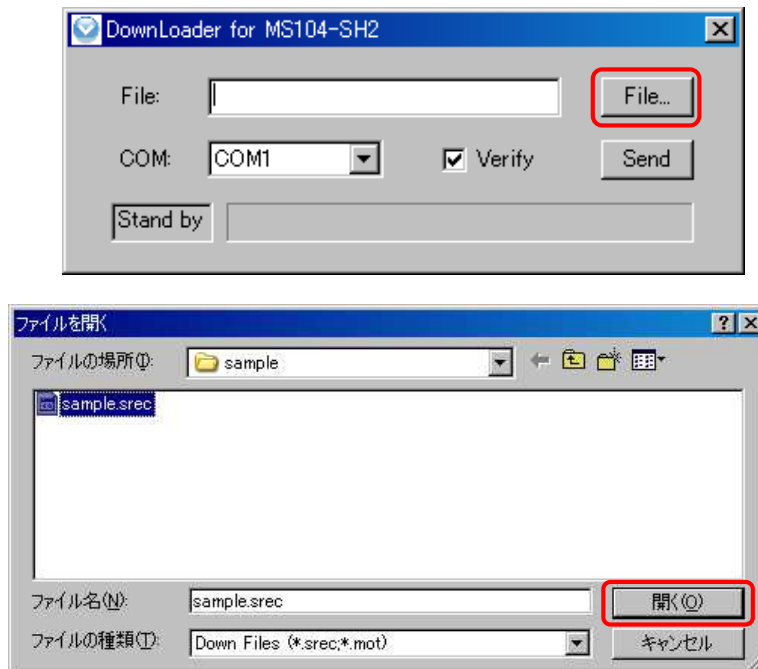 DownLoader for MS104-SH2
File:
File...
COM:
COM1
Verify
Send
Stand by
ファイルを開く
ファイルの場所(I):
sample
sample.srec
ファイル名(N):
sample.srec
開く(O)
ファイルの種類(T):
Down Files (*.srec;*.mot)
キャンセル